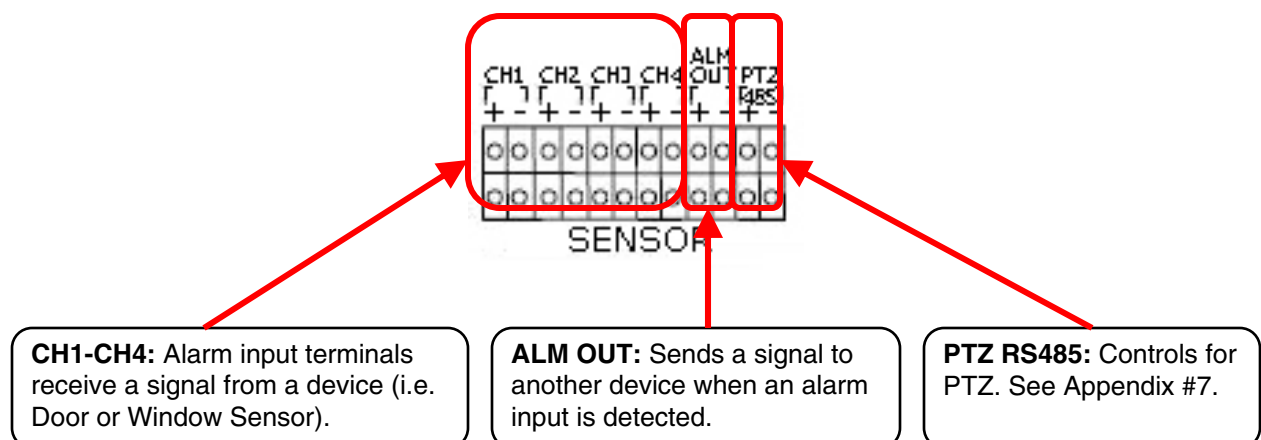 CH1 CH2 CH3 CH4 ALM OUT PTZ 485
+ - + - + - + - + - + -
SENSOR
CH1-CH4: Alarm input terminals
receive a signal from a device (i.e.
Door or Window Sensor).
ALM OUT: Sends a signal to
another device when an alarm
input is detected.
PTZ RS485: Controls for
PTZ. See Appendix #7.